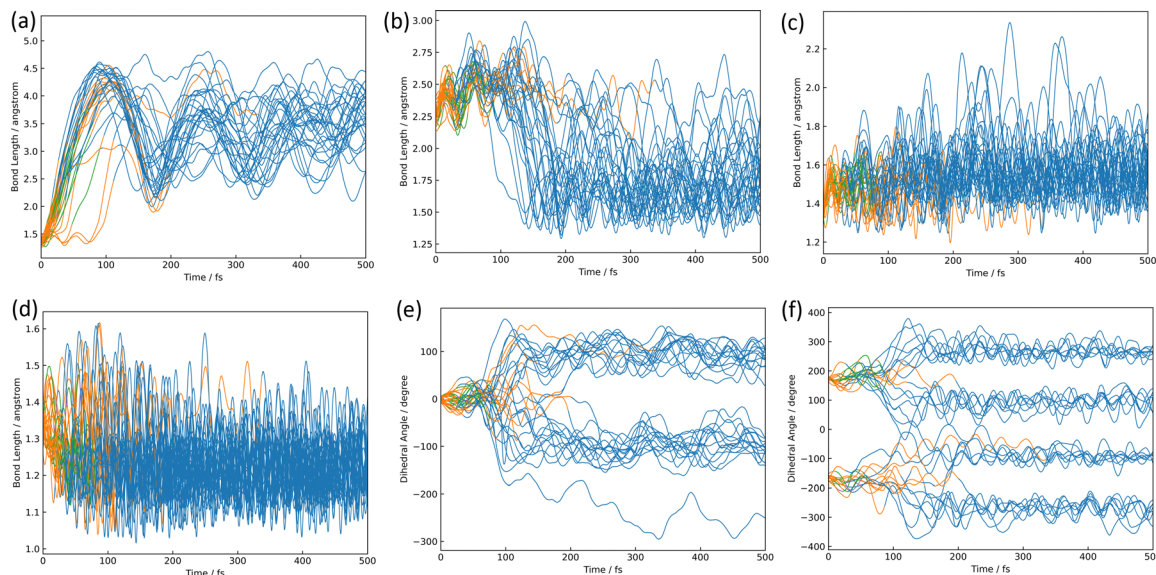 (a)
Bond Length / angstrom
5.0
4.5
4.0
3.5
3.0
2.5
2.0
1.5
0 100 200 300 400 500
Time / fs
(b)
Bond Length / angstrom
3.00
2.75
2.50
2.25
2.00
1.75
1.50
1.25
0 100 200 300 400 500
Time / fs
(c)
Bond Length / angstrom
2.2
2.0
1.8
1.6
1.4
1.2
0 100 200 300 400 500
Time / fs
(d)
Bond Length / angstrom
1.6
1.5
1.4
1.3
1.2
1.1
1.0
0 100 200 300 400 500
Time / fs
(e)
Dihedral Angle / degree
100
0
−100
−200
−300
0 100 200 300 400 500
Time / fs
(f)
Dihedral Angle / degree
400
300
200
100
0
−100
−200
−300
−400
0 100 200 300 400 500
Time / fs